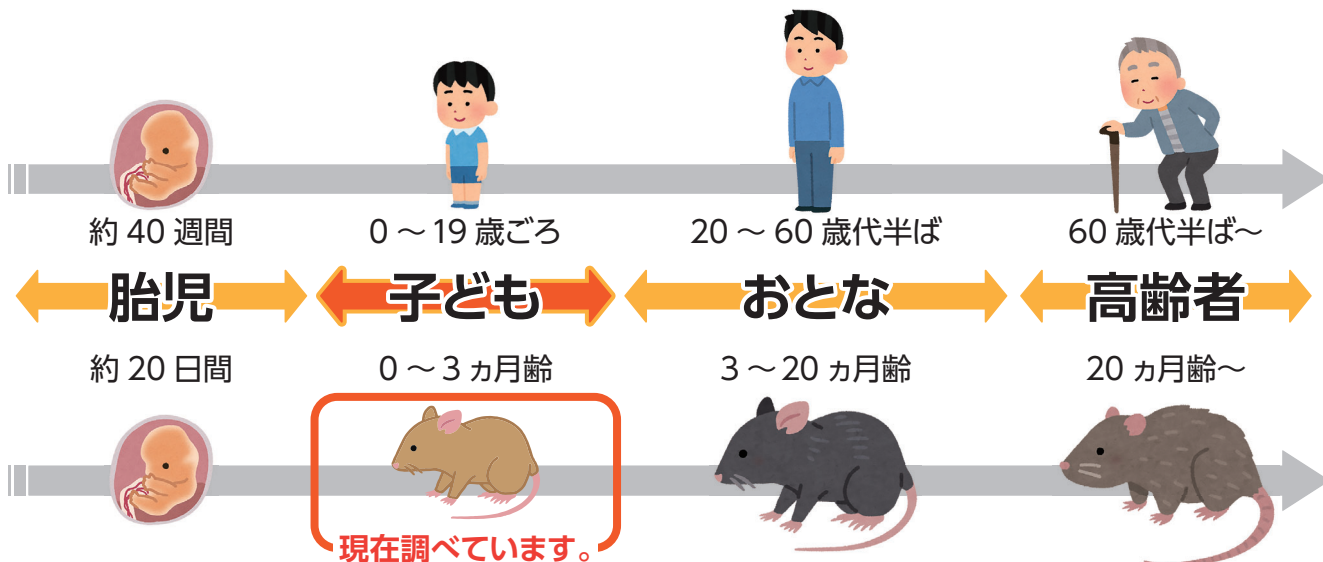 約 40 週間
0 ～ 19 歳ごろ
20 ～ 60 歳代半ば
60 歳代半ば～
胎児
子ども
おとな
高齢者
約 20 日間
0 ～ 3 ヵ月齢
3 ～ 20 ヵ月齢
20 ヵ月齢～
現在調べています。